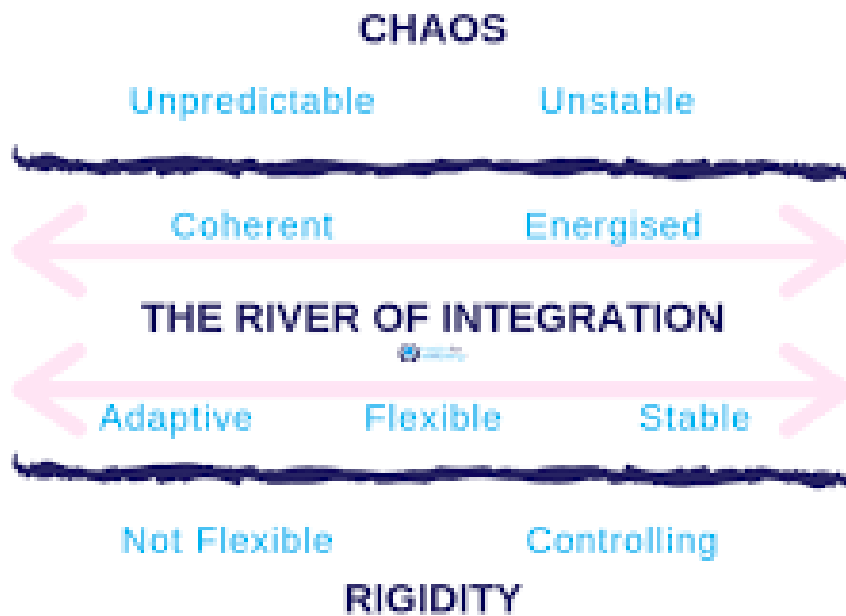 CHAOS
Unpredictable Unstable
Coherent Energised
THE RIVER OF INTEGRATION
Adaptive Flexible Stable
Not Flexible Controlling
RIGIDITY